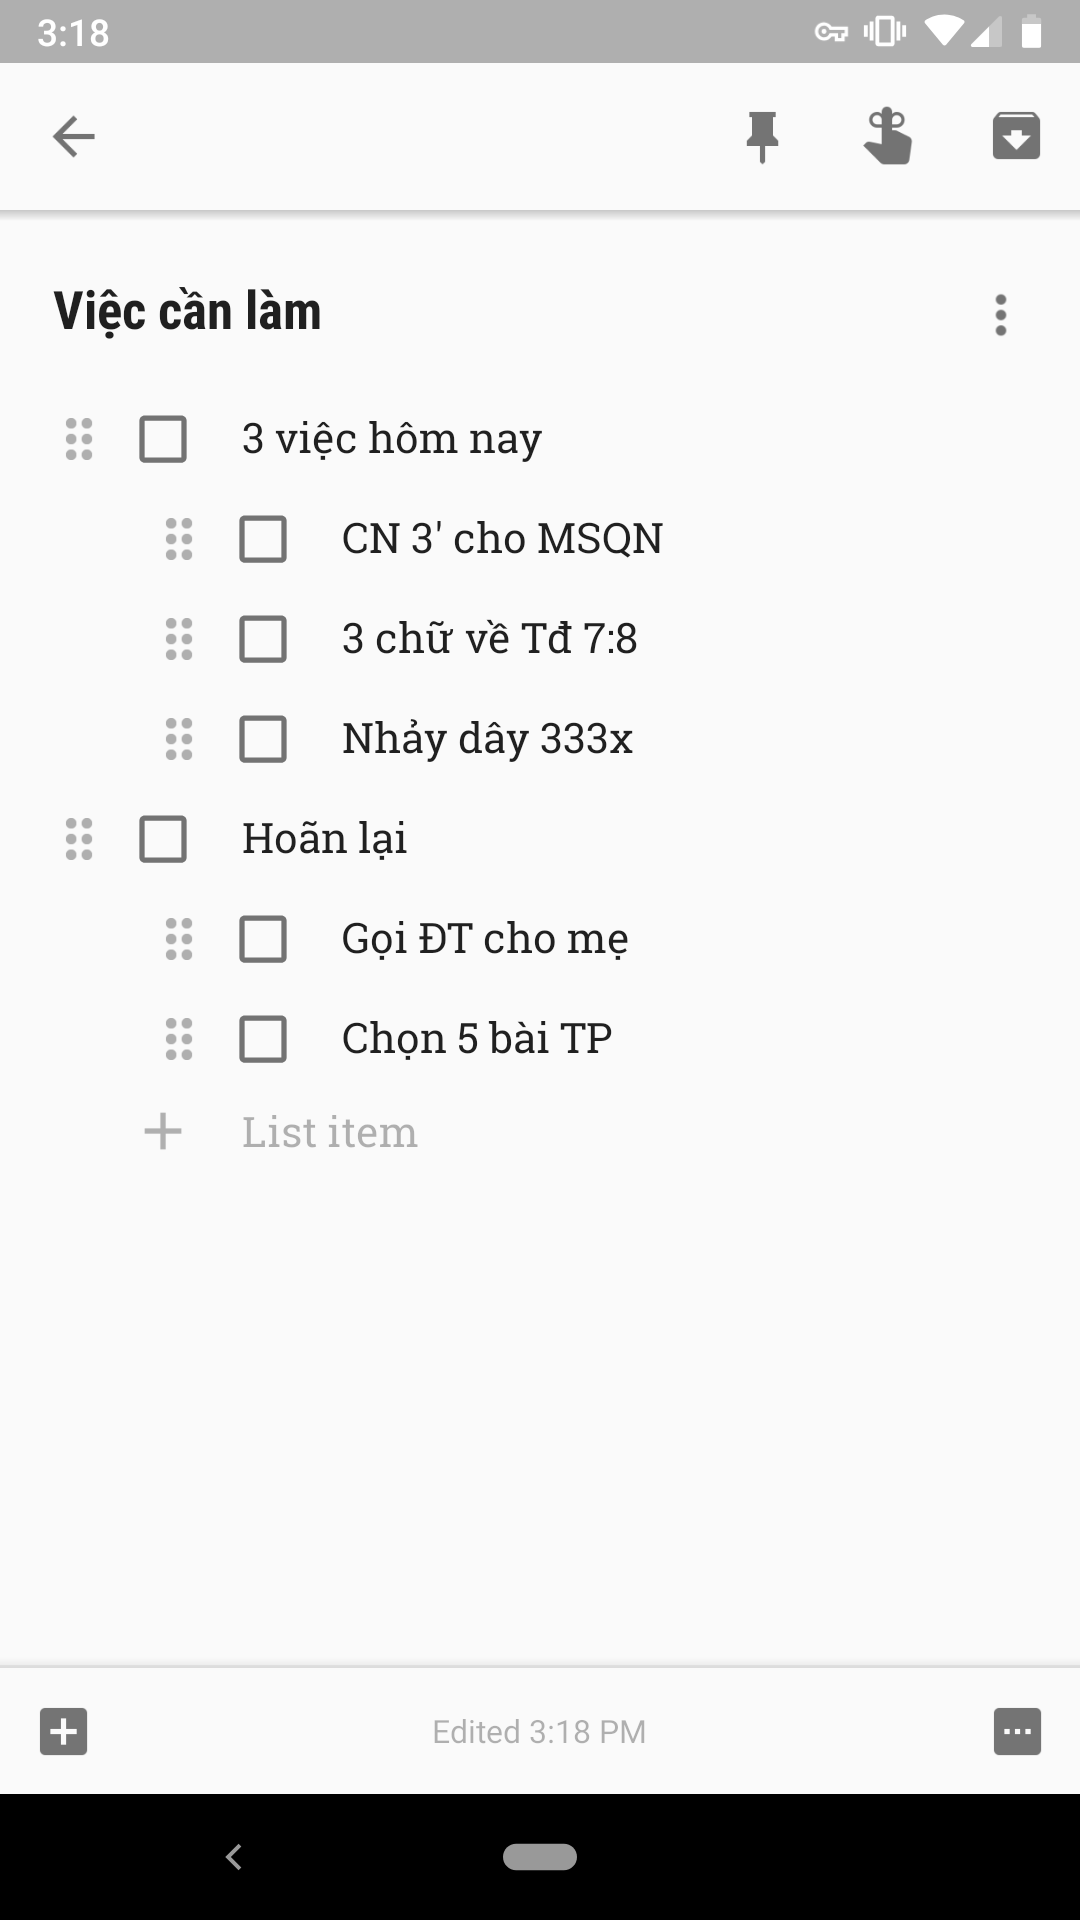 3:18
Việc cần làm
3 việc hôm nay
CN 3' cho MSQN
3 chữ về Tđ 7:8
Nhảy dây 333x
Hoãn lại
Gọi ĐT cho mẹ
Chọn 5 bài TP
List item
Edited 3:18 PM